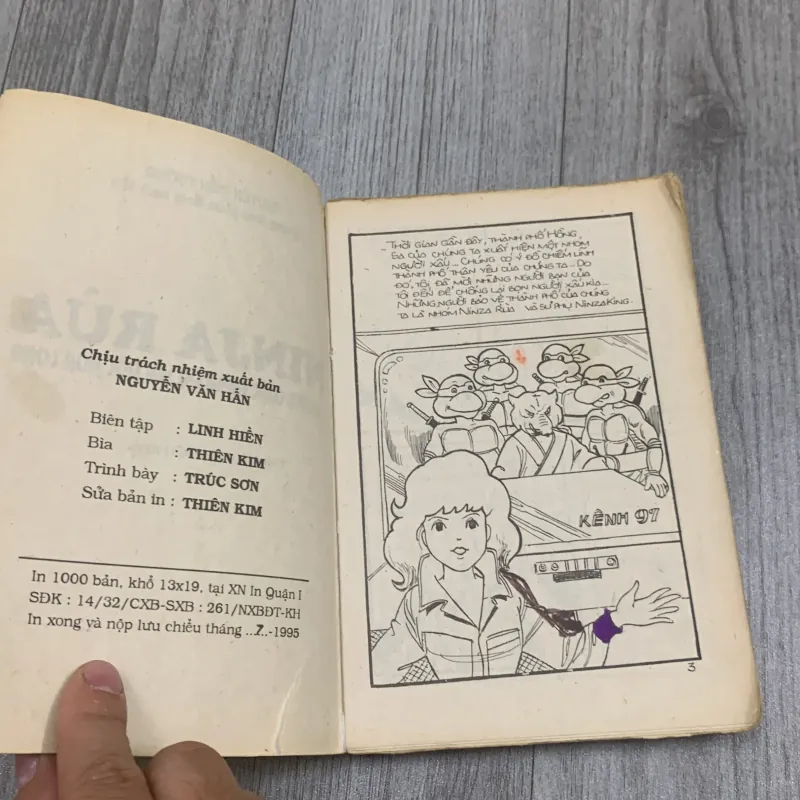 NINJA RÙA
Chịu trách nhiệm xuất bản
NGUYỄN VĂN HẤN
Biên tập : LINH HIỀN
Bìa : THIÊN KIM
Trình bày : TRÚC SƠN
Sửa bản in : THIÊN KIM
In 1000 bản, khổ 13x19, tại XN In Quận I
SĐK : 14/32/CXB-SXB : 261/NXBĐT-KH
In xong và nộp lưu chiểu tháng ..7..-1995
THỜI GIAN GẦN ĐÂY, THÀNH PHỐ HỒNG,
GA CỦA CHÚNG TA XUẤT HIỆN MỘT NHÓM
NGƯỜI XẤU... CHÚNG CÓ Ý ĐỒ CHIẾM LĨNH
THÀNH PHỐ THÂN YÊU CỦA CHÚNG TA... DO
ĐÓ, TÔI ĐÃ MỜI NHỮNG NGƯỜI BẠN CỦA
TÔI ĐẾN ĐỂ CHỐNG LẠI BỌN NGƯỜI XẤU KIA...
NHỮNG NGƯỜI BẢO VỆ THÀNH PHỐ CỦA CHÚNG
TA LÀ NHÓM NINZA RÙA VÀ SƯ PHỤ NINZAKING.
KÊNH 97
3